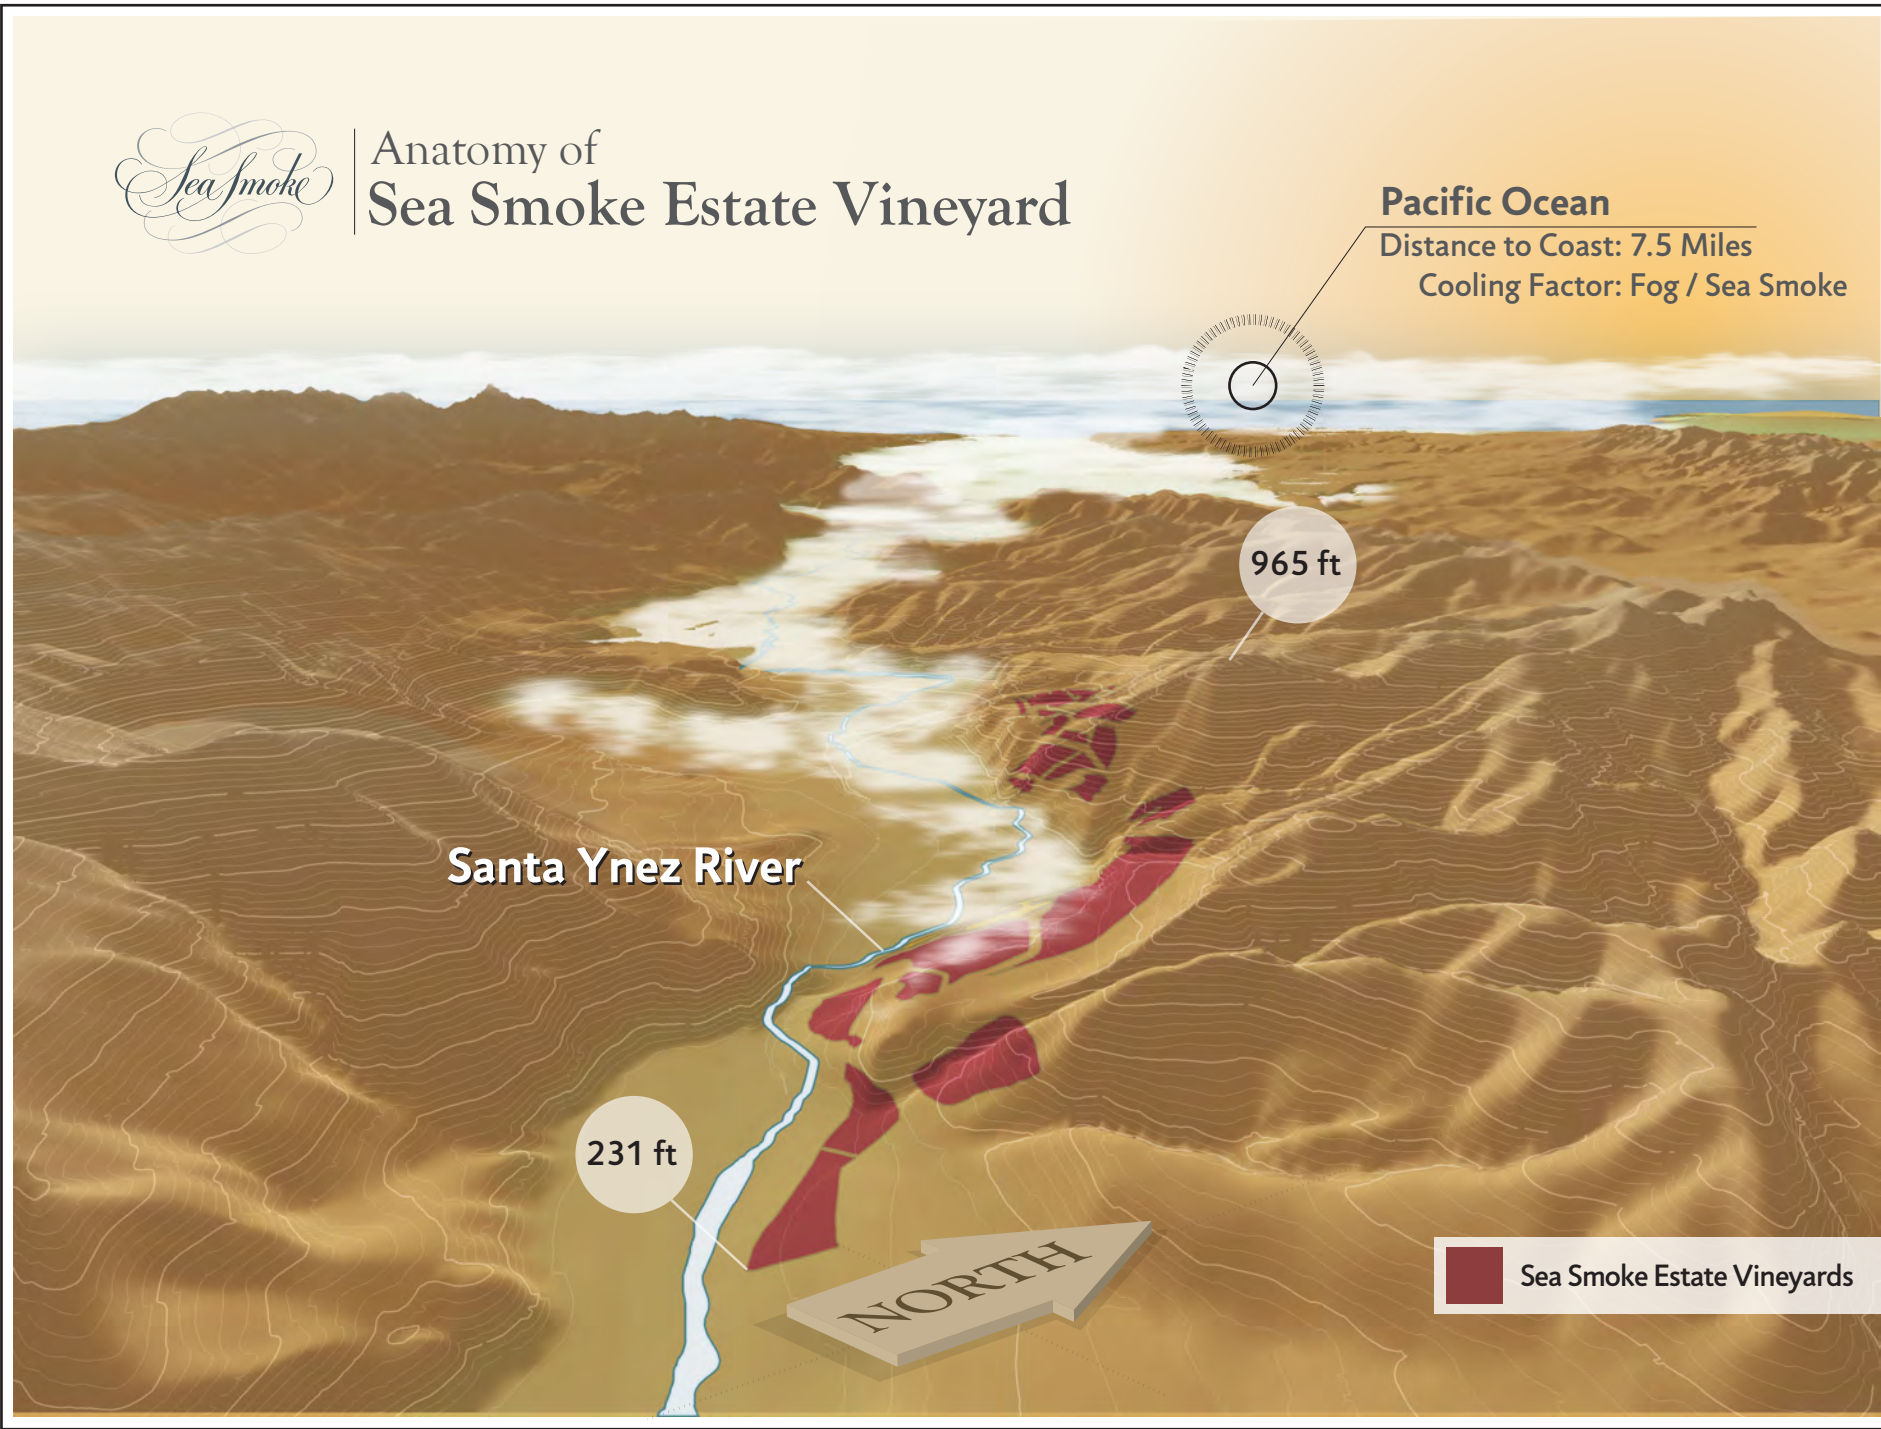 Sea Smoke
Anatomy of
Sea Smoke Estate Vineyard
Pacific Ocean
Distance to Coast: 7.5 Miles
Cooling Factor: Fog / Sea Smoke
965 ft
Santa Ynez River
231 ft
NORTH
Sea Smoke Estate Vineyards